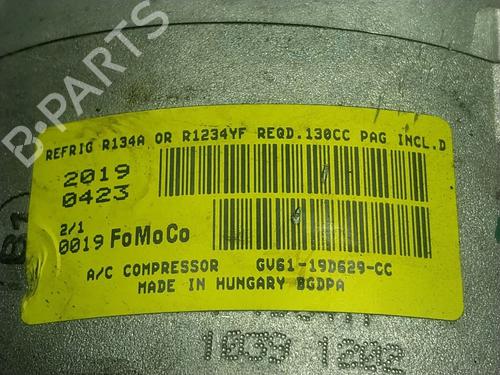 B-PARTS
REFRIG R134A OR R1234YF REQD.130CC PAG INCL.D
2019
0423
2/1
0019 FoMoCo
A/C COMPRESSOR GV61-19D629-CC
MADE IN HUNGARY BGDPA
1039 1202